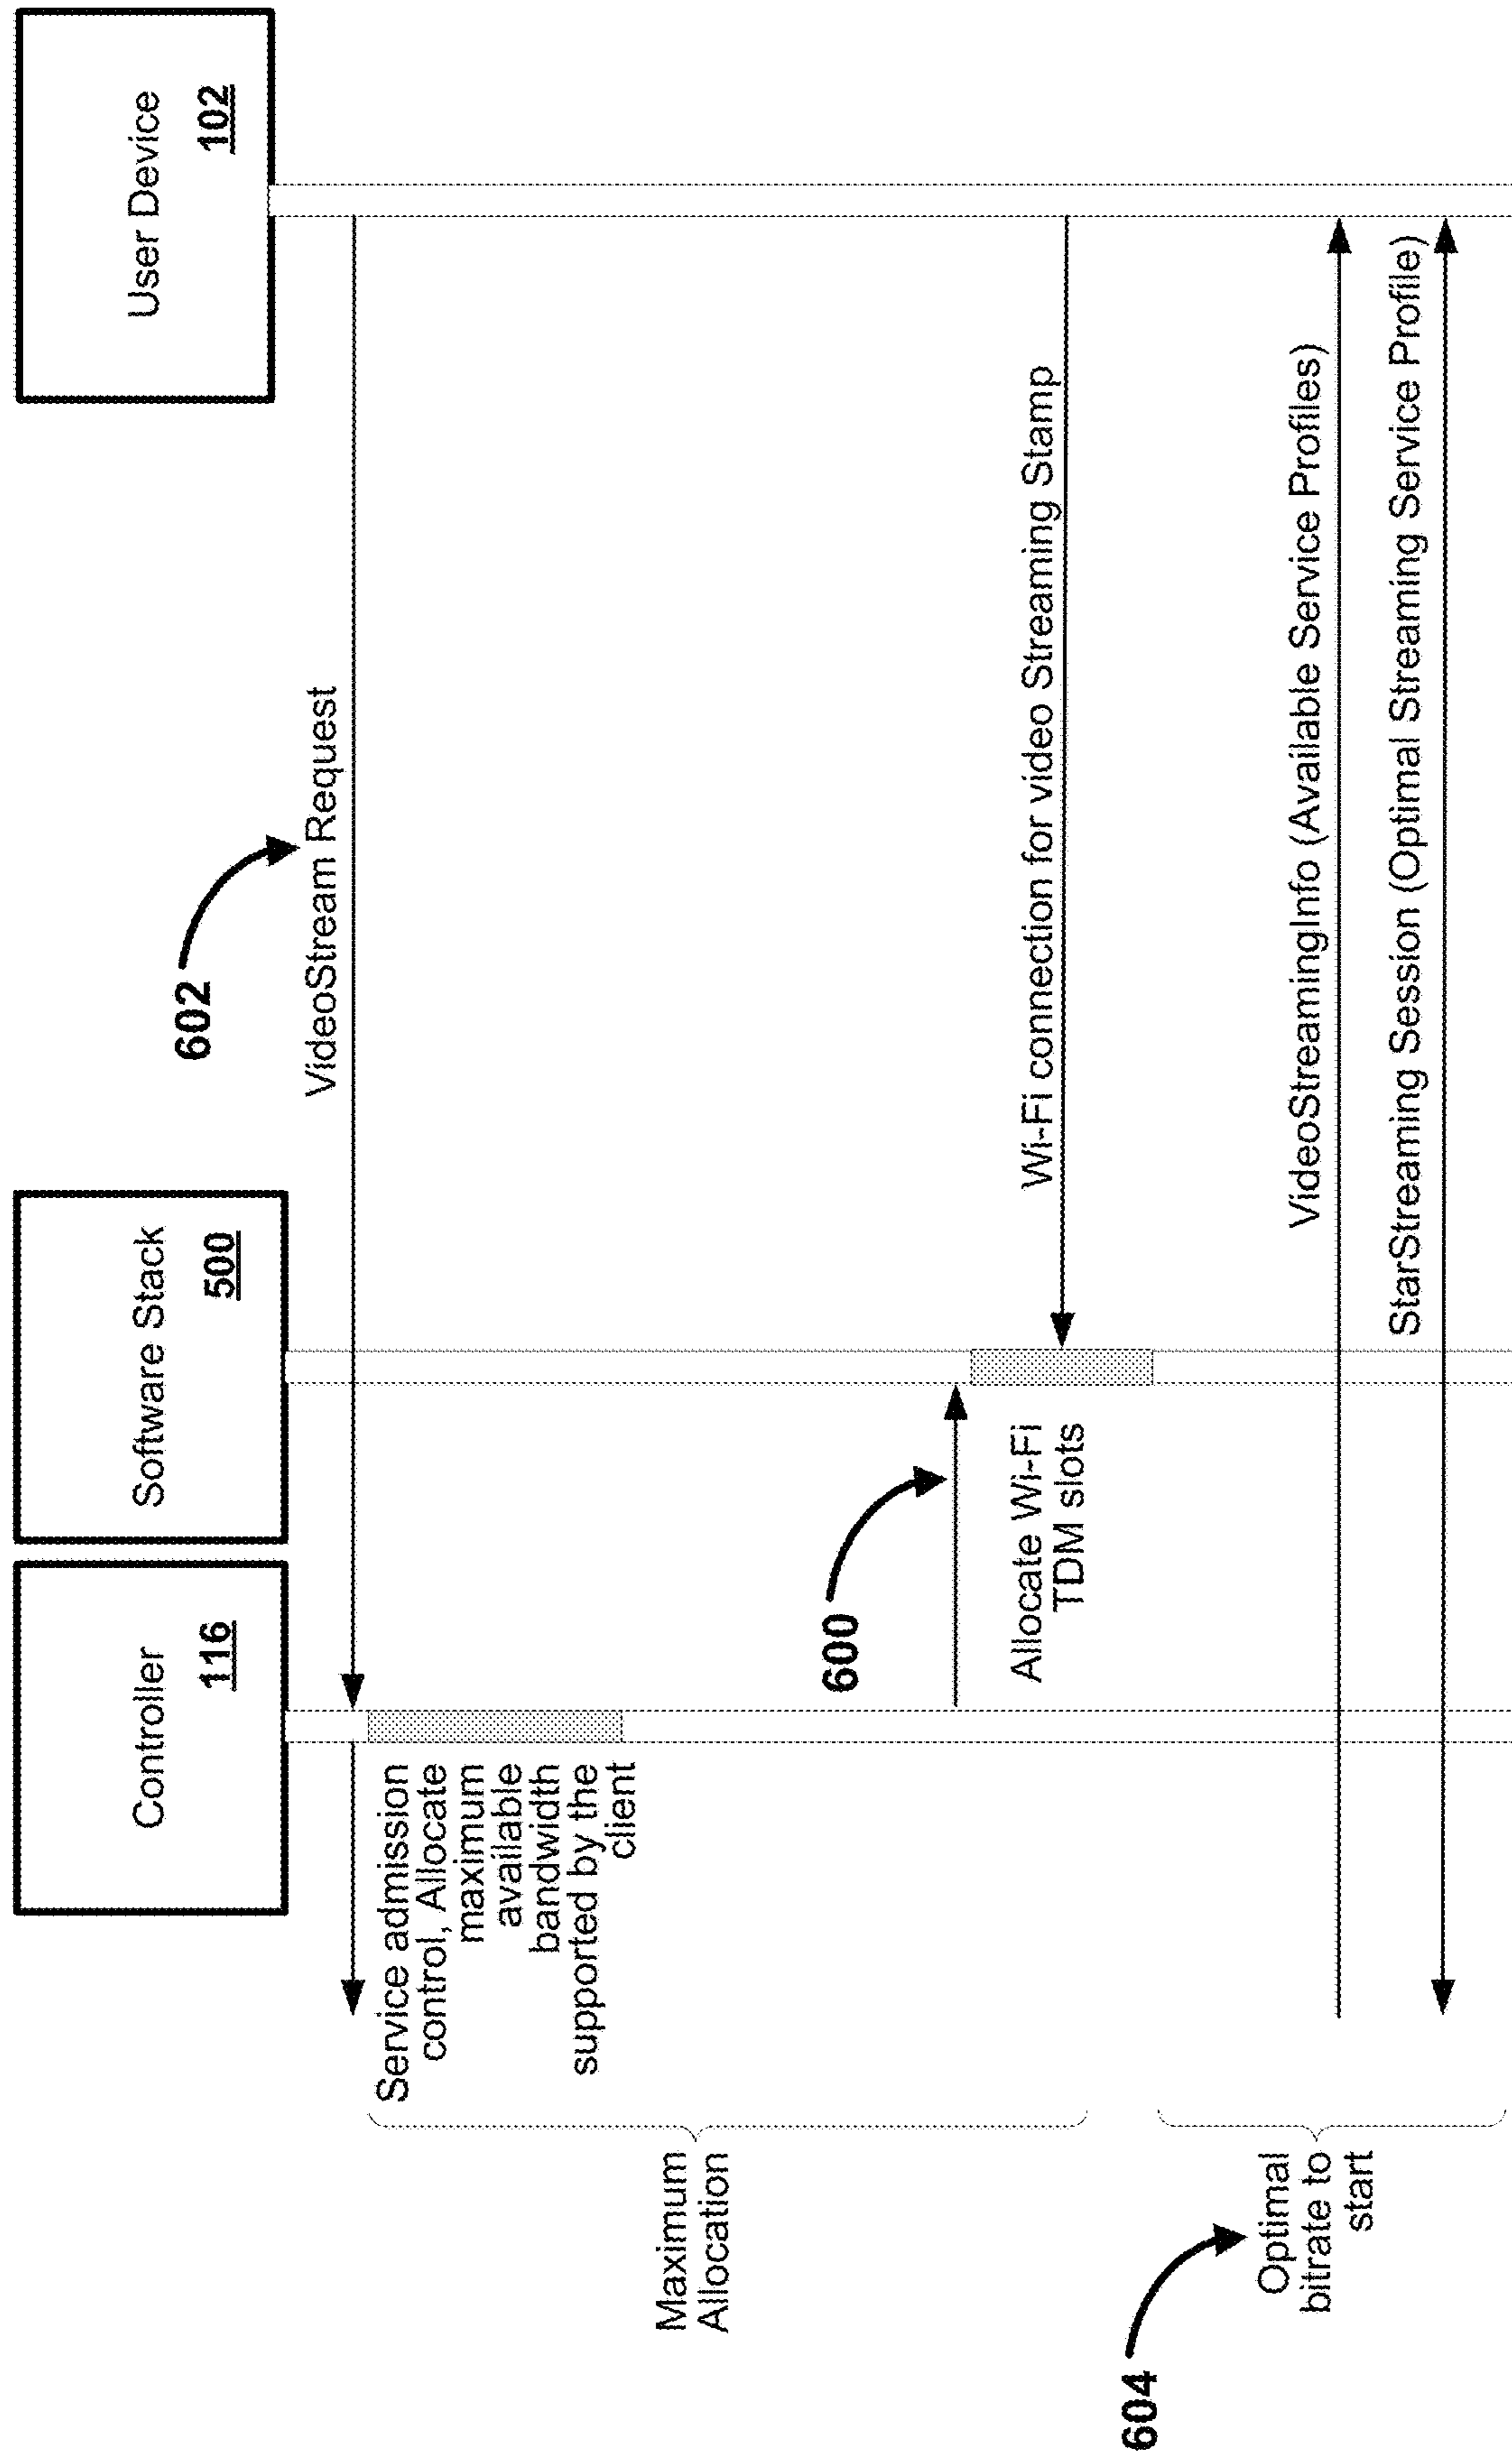 Controller
116
Software Stack
500
User Device
102
602
VideoStream Request
Service admission
control, Allocate
maximum
available
bandwidth
supported by the
client
Maximum
Allocation
600
Allocate Wi-Fi
TDM slots
Wi-Fi connection for video Streaming Stamp
604
Optimal
bitrate to
start
VideoStreamingInfo (Available Service Profiles)
StarStreaming Session (Optimal Streaming Service Profile)